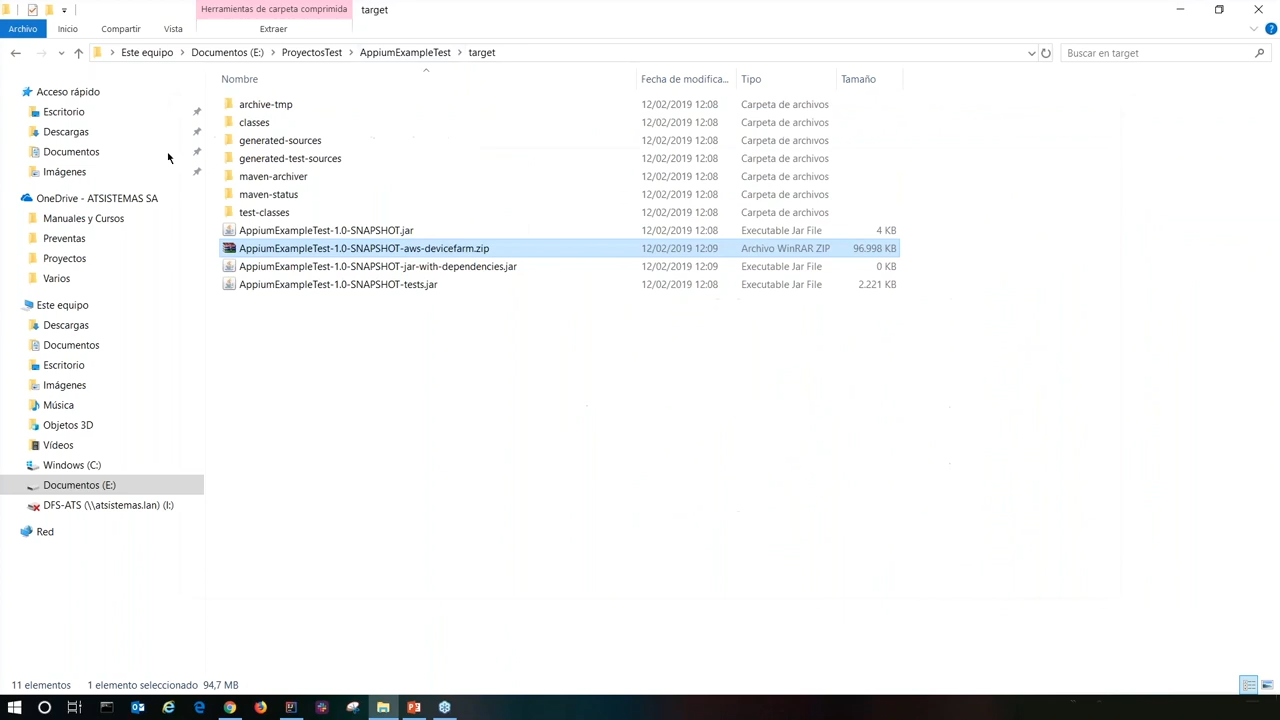 Herramientas de carpeta comprimida target
Archivo Inicio Compartir Vista Extraer
Este equipo Documentos (E:) ProyectosTest AppiumExampleTest target Buscar en target
Nombre Fecha de modifica... Tipo Tamaño
Acceso rápido
Escritorio
Descargas
Documentos
Imágenes
OneDrive - ATSISTEMAS SA
Manuales y Cursos
Preventas
Proyectos
Varios
Este equipo
Descargas
Documentos
Escritorio
Imágenes
Música
Objetos 3D
Vídeos
Windows (C:)
Documentos (E:)
DFS-ATS (\\atsistemas.lan) (I:)
Red
archive-tmp 12/02/2019 12:08 Carpeta de archivos
classes 12/02/2019 12:08 Carpeta de archivos
generated-sources 12/02/2019 12:08 Carpeta de archivos
generated-test-sources 12/02/2019 12:08 Carpeta de archivos
maven-archiver 12/02/2019 12:08 Carpeta de archivos
maven-status 12/02/2019 12:08 Carpeta de archivos
test-classes 12/02/2019 12:08 Carpeta de archivos
AppiumExampleTest-1.0-SNAPSHOT.jar 12/02/2019 12:08 Executable Jar File 4 KB
AppiumExampleTest-1.0-SNAPSHOT-aws-devicefarm.zip 12/02/2019 12:09 Archivo WinRAR ZIP 96.998 KB
AppiumExampleTest-1.0-SNAPSHOT-jar-with-dependencies.jar 12/02/2019 12:09 Executable Jar File 0 KB
AppiumExampleTest-1.0-SNAPSHOT-tests.jar 12/02/2019 12:08 Executable Jar File 2.221 KB
11 elementos 1 elemento seleccionado 94,7 MB